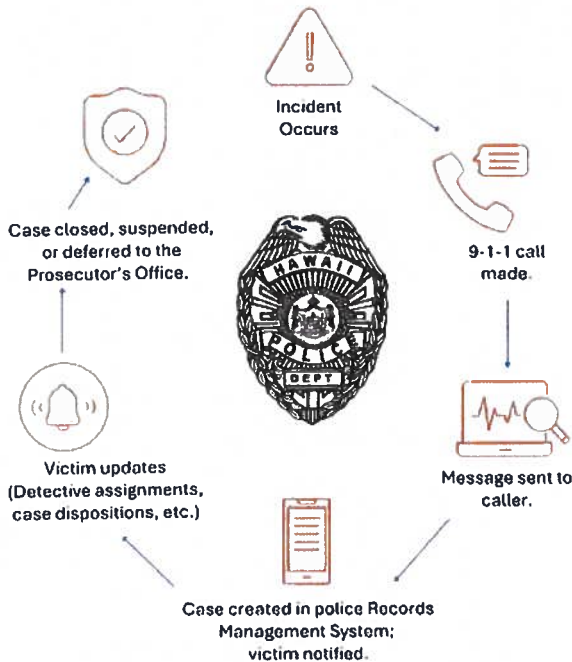 Incident
Occurs
9-1-1 call
made.
Message sent to
caller.
Case created in police Records
Management System;
victim notified.
Victim updates
(Detective assignments,
case dispositions, etc.)
Case closed, suspended,
or deferred to the
Prosecutor's Office.
HAWAII
POLICE
DEPT